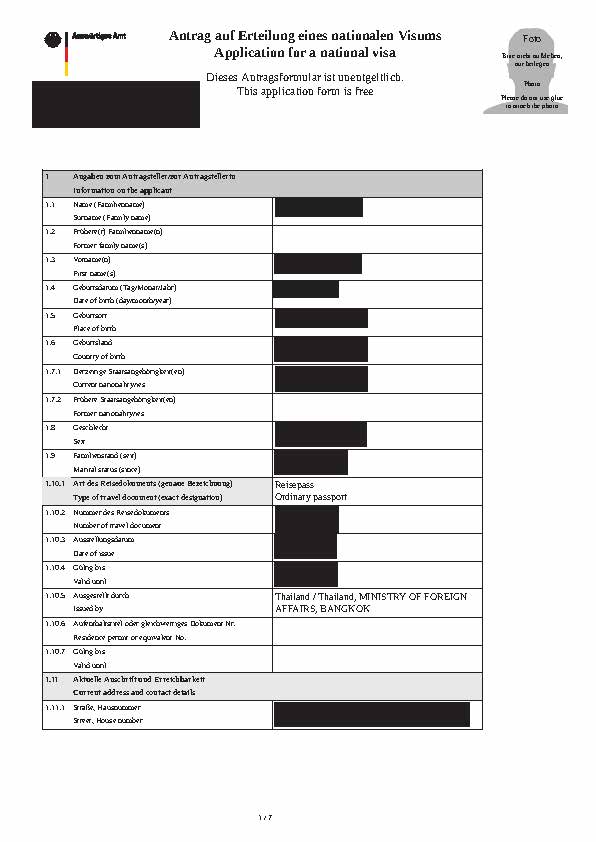 Auswärtiges Amt
Antrag auf Erteilung eines nationalen Visums
Application for a national visa
Dieses Antragsformular ist unentgeltlich.
This application form is free
Foto
Bitte nicht aufkleben,
nur beilegen
Photo
Please do not use glue
to attach the photo
1 Angaben zum Antragsteller/zur Antragstellerin
Information on the applicant
1.1 Name (Familienname)
Surname (Family name)
1.2 Frühere(r) Familienname(n)
Former family name(s)
1.3 Vorname(n)
First name(s)
1.4 Geburtsdatum (Tag/Monat/Jahr)
Date of birth (day/month/year)
1.5 Geburtsort
Place of birth
1.6 Geburtsland
Country of birth
1.7.1 Derzeitige Staatsangehörigkeit(en)
Current nationality/ies
1.7.2 Frühere Staatsangehörigkeit(en)
Former nationality/ies
1.8 Geschlecht
Sex
1.9 Familienstand (seit)
Marital status (since)
1.10.1 Art des Reisedokuments (genaue Bezeichnung) Reisepass
Type of travel document (exact designation) Ordinary passport
1.10.2 Nummer des Reisedokuments
Number of travel document
1.10.3 Ausstellungsdatum
Date of issue
1.10.4 Gültig bis
Valid until
1.10.5 Ausgestellt durch Thailand / Thailand, MINISTRY OF FOREIGN
Issued by AFFAIRS, BANGKOK
1.10.6 Aufenthaltstitel oder gleichwertiges Dokument Nr.
Residence permit or equivalent No.
1.10.7 Gültig bis
Valid until
1.11 Aktuelle Anschrift und Erreichbarkeit
Current address and contact details
1.11.1 Straße, Hausnummer
Street, House number
1 / 7